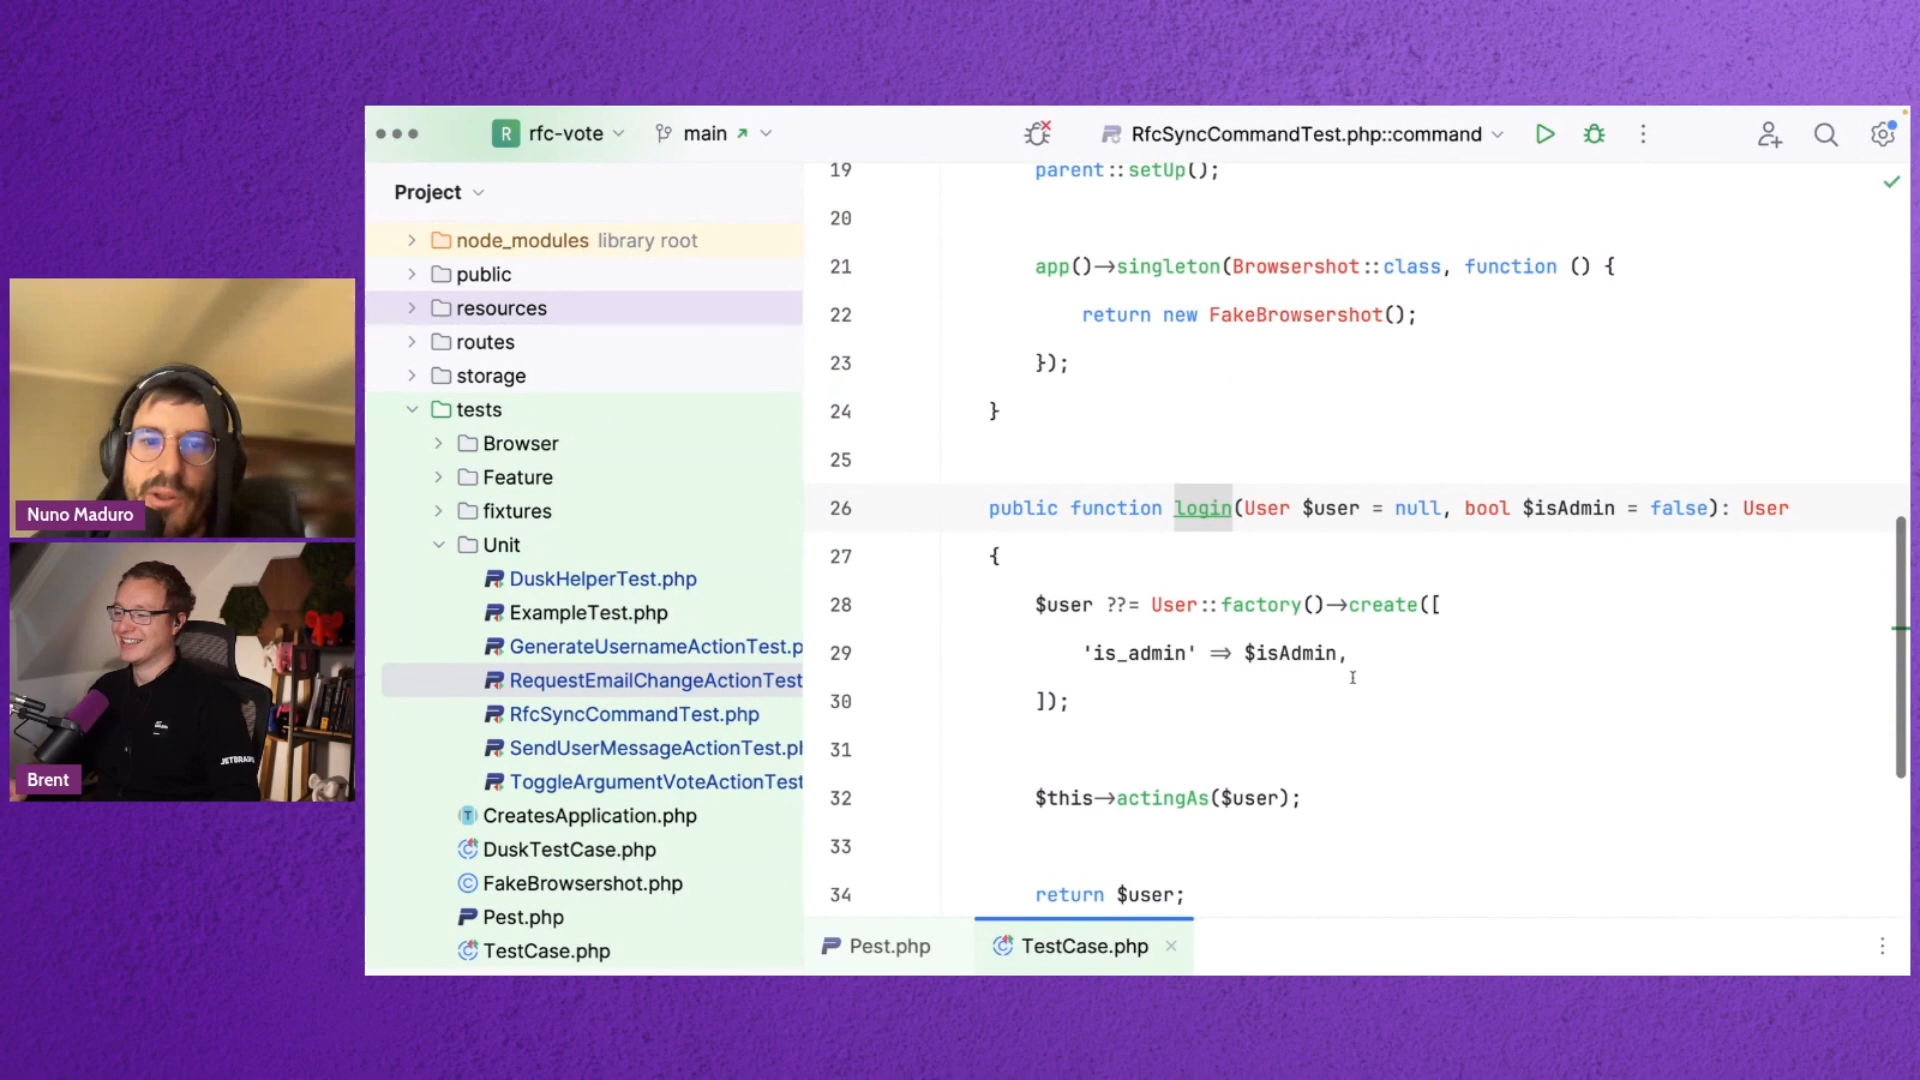 R rfc-vote
main
RfcSyncCommandTest.php::command
Project
node_modules library root
public
resources
routes
storage
tests
Browser
Feature
fixtures
Unit
DuskHelperTest.php
ExampleTest.php
GenerateUsernameActionTest.p
RequestEmailChangeActionTest
RfcSyncCommandTest.php
SendUserMessageActionTest.ph
ToggleArgumentVoteActionTest
CreatesApplication.php
DuskTestCase.php
FakeBrowsershot.php
Pest.php
TestCase.php
19 parent::setUp();
20
21 app()->singleton(Browsershot::class, function () {
22 return new FakeBrowsershot();
23 });
24 }
25
26 public function login(User $user = null, bool $isAdmin = false): User
27 {
28 $user ??= User::factory()->create([
29 'is_admin' => $isAdmin,
30 ]);
31
32 $this->actingAs($user);
33
34 return $user;
Pest.php
TestCase.php
Nuno Maduro
Brent